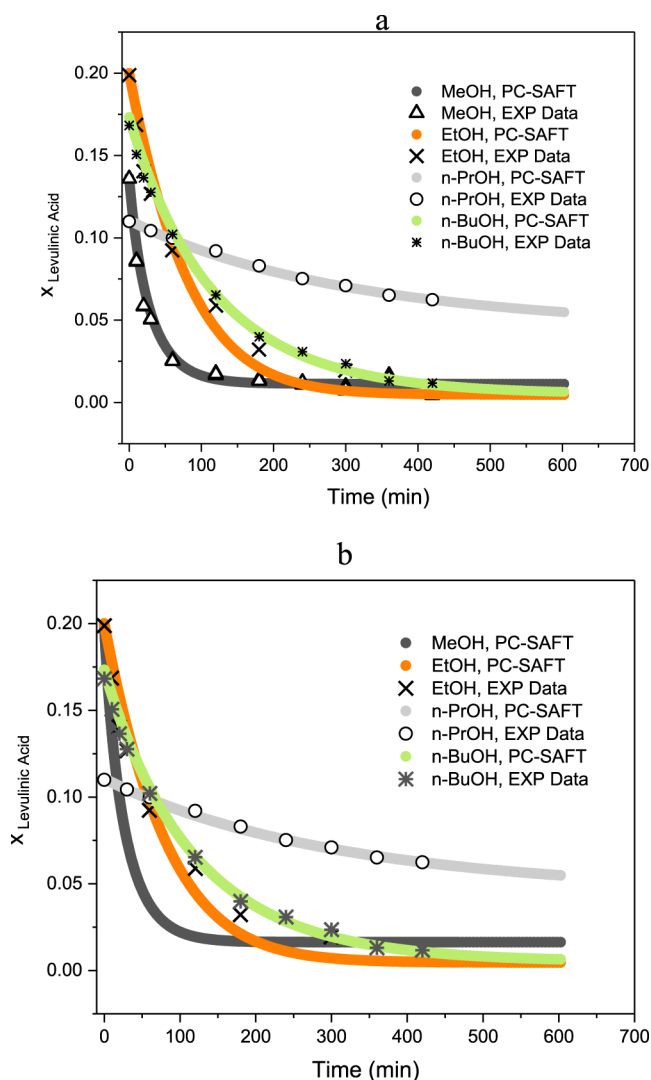 a
0.20
0.15
0.10
0.05
0.00
x Levulinic Acid
MeOH, PC-SAFT
MeOH, EXP Data
EtOH, PC-SAFT
EtOH, EXP Data
n-PrOH, PC-SAFT
n-PrOH, EXP Data
n-BuOH, PC-SAFT
n-BuOH, EXP Data
0 100 200 300 400 500 600 700
Time (min)
b
0.20
0.15
0.10
0.05
0.00
x Levulinic Acid
MeOH, PC-SAFT
EtOH, PC-SAFT
EtOH, EXP Data
n-PrOH, PC-SAFT
n-PrOH, EXP Data
n-BuOH, PC-SAFT
n-BuOH, EXP Data
0 100 200 300 400 500 600 700
Time (min)